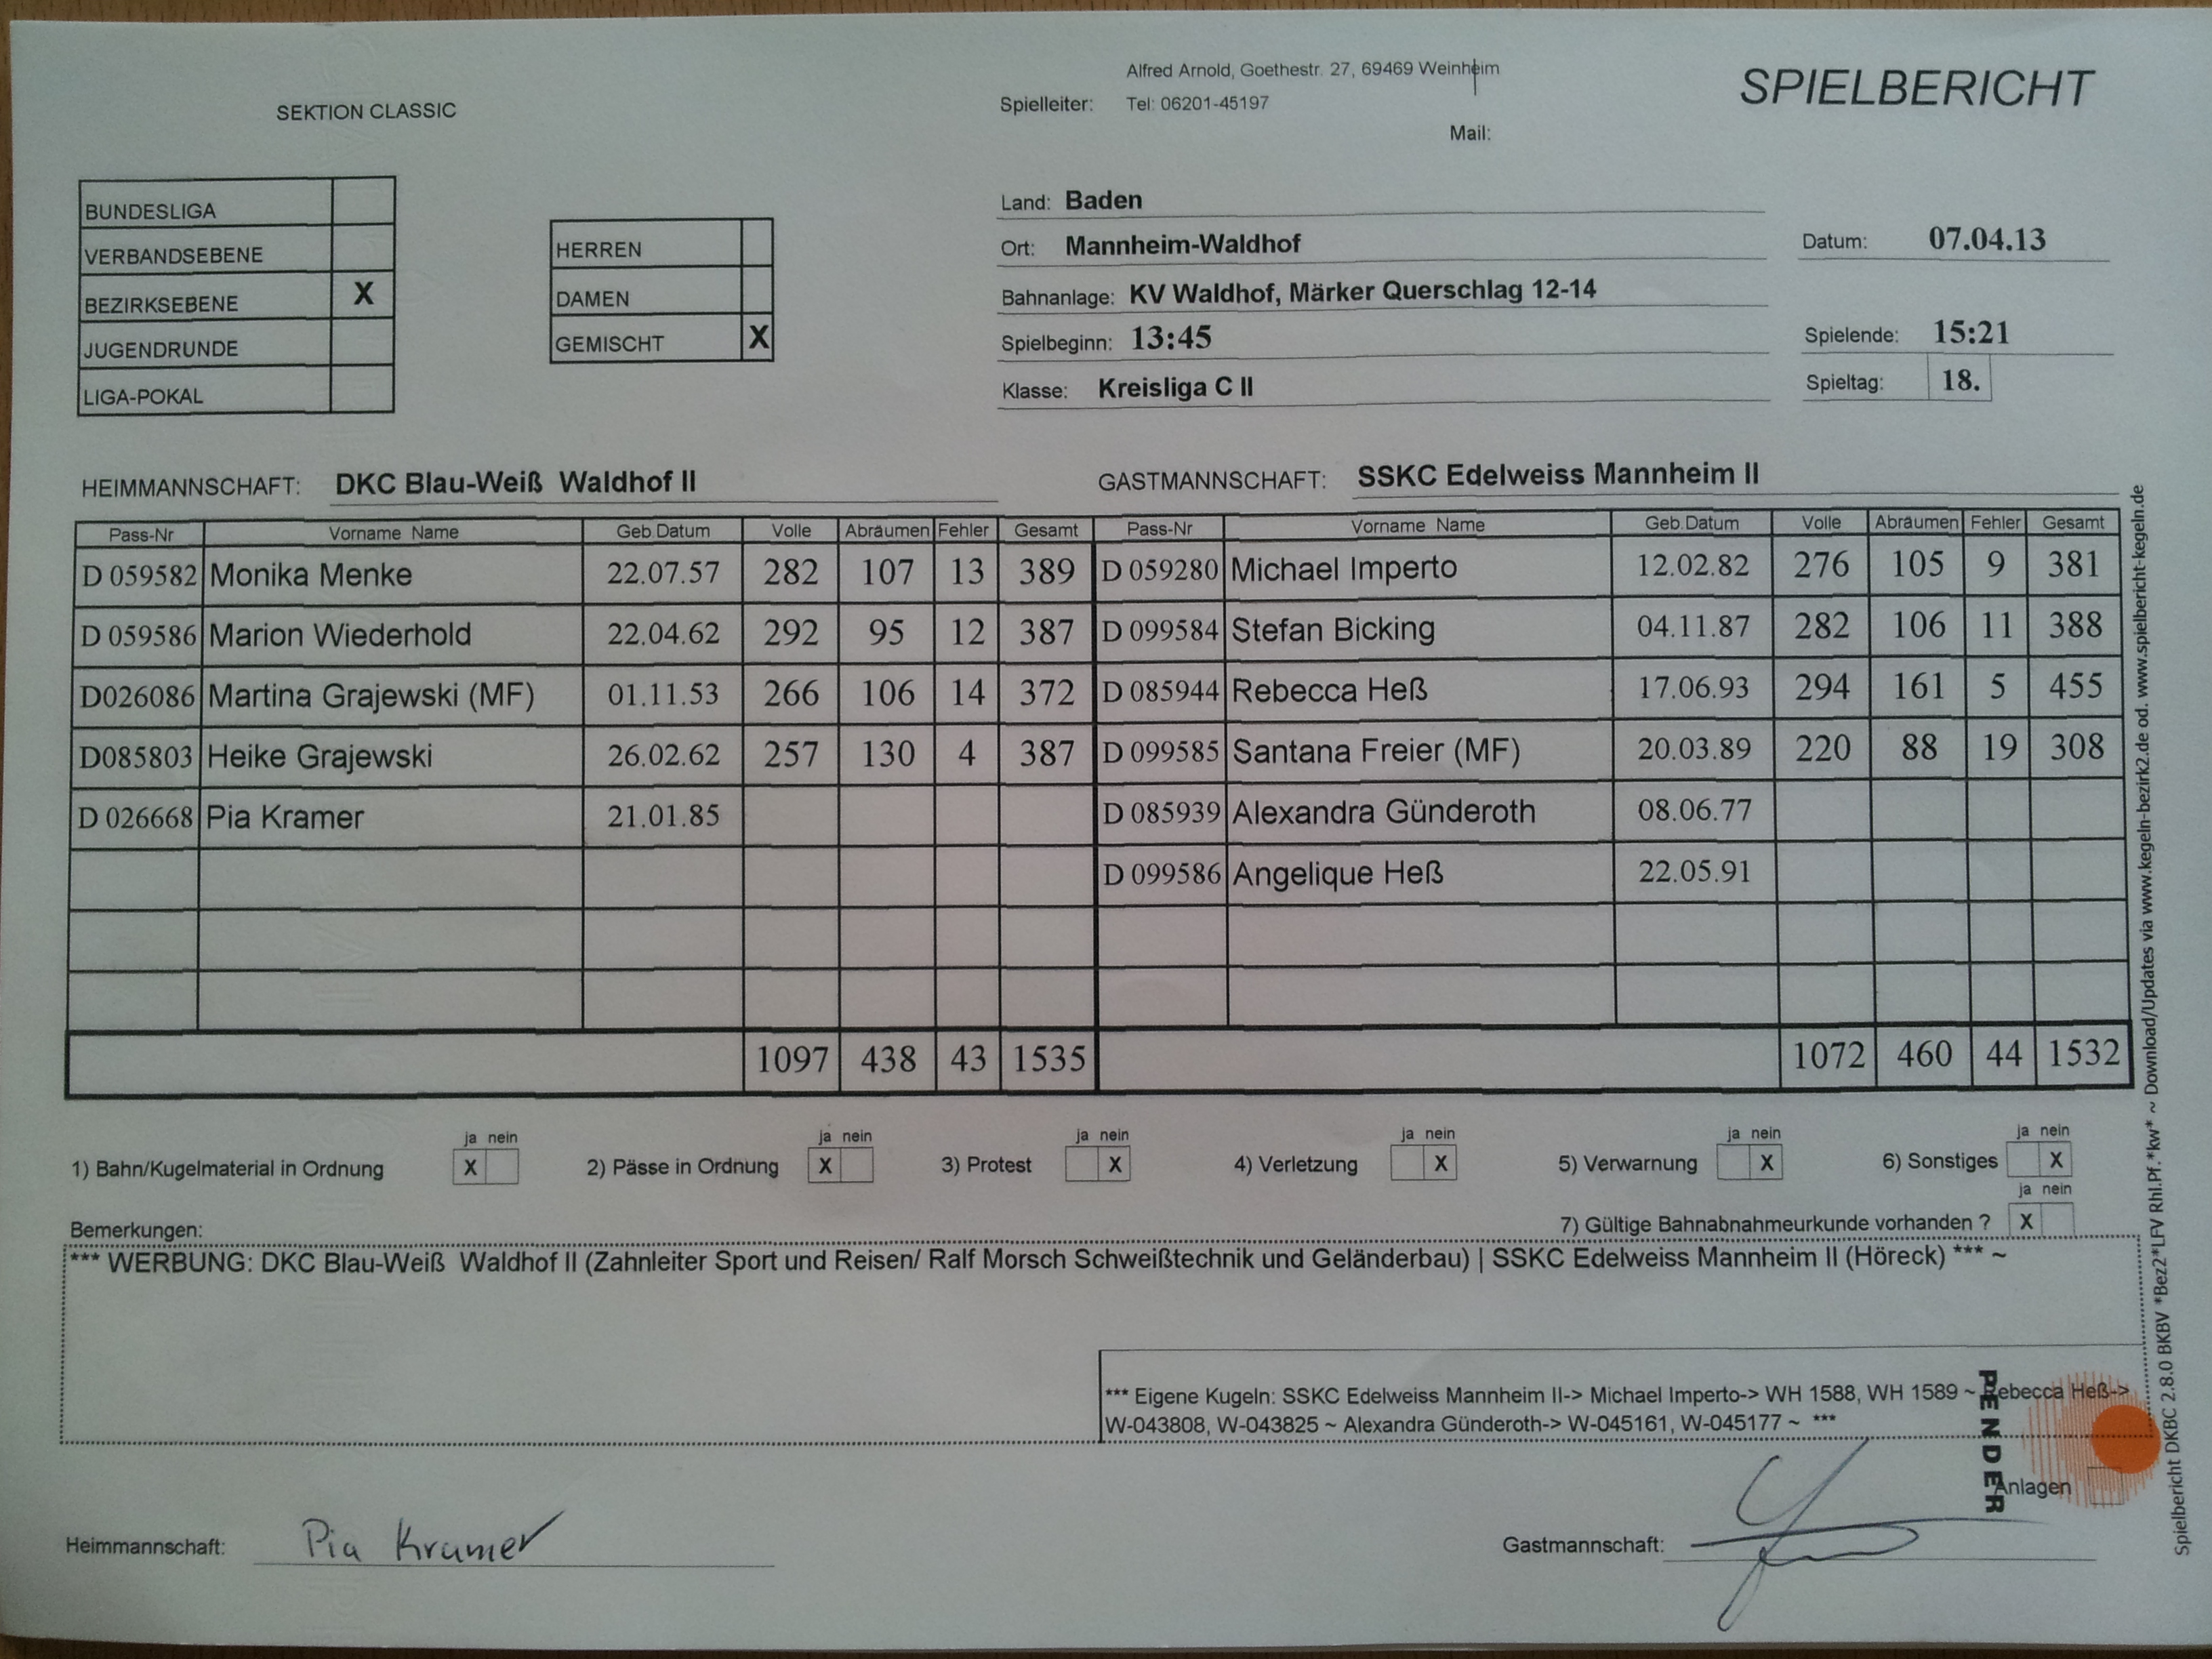 SEKTION CLASSIC
Alfred Arnold, Goethestr. 27, 69469 Weinheim
Spielleiter: Tel: 06201-45197
Mail:
SPIELBERICHT
BUNDESLIGA
VERBANDSEBENE
BEZIRKSEBENE X
JUGENDRUNDE
LIGA-POKAL
HERREN
DAMEN
GEMISCHT X
Land: Baden
Ort: Mannheim-Waldhof
Bahnanlage: KV Waldhof, Märker Querschlag 12-14
Spielbeginn: 13:45
Klasse: Kreisliga C II
Datum: 07.04.13
Spielende: 15:21
Spieltag: 18.
HEIMMANNSCHAFT: DKC Blau-Weiß Waldhof II
GASTMANNSCHAFT: SSKC Edelweiss Mannheim II
Pass-Nr Vorname Name Geb.Datum Volle Abräumen Fehler Gesamt Pass-Nr Vorname Name Geb.Datum Volle Abräumen Fehler Gesamt
D 059582 Monika Menke 22.07.57 282 107 13 389 D 059280 Michael Imperto 12.02.82 276 105 9 381
D 059586 Marion Wiederhold 22.04.62 292 95 12 387 D 099584 Stefan Bicking 04.11.87 282 106 11 388
D026086 Martina Grajewski (MF) 01.11.53 266 106 14 372 D 085944 Rebecca Heß 17.06.93 294 161 5 455
D085803 Heike Grajewski 26.02.62 257 130 4 387 D 099585 Santana Freier (MF) 20.03.89 220 88 19 308
D 026668 Pia Kramer 21.01.85 D 085939 Alexandra Günderoth 08.06.77
D 099586 Angelique Heß 22.05.91
1097 438 43 1535 1072 460 44 1532
ja nein ja nein ja nein ja nein ja nein ja nein
1) Bahn/Kugelmaterial in Ordnung X 2) Pässe in Ordnung X 3) Protest X 4) Verletzung X 5) Verwarnung X 6) Sonstiges X
ja nein
Bemerkungen: 7) Gültige Bahnabnahmeurkunde vorhanden ? X
*** WERBUNG: DKC Blau-Weiß Waldhof II (Zahnleiter Sport und Reisen/ Ralf Morsch Schweißtechnik und Geländerbau) | SSKC Edelweiss Mannheim II (Höreck) *** ~
*** Eigene Kugeln: SSKC Edelweiss Mannheim II-> Michael Imperto-> WH 1588, WH 1589 ~ Rebecca Heß->
W-043808, W-043825 ~ Alexandra Günderoth-> W-045161, W-045177 ~ ***
PENDER
Anlagen
Heimmannschaft: Pia Kramer
Gastmannschaft:
Spielbericht DKBC 2.8.0 BKBV *Bez2*LFV Rhl.Pf.*kw* ~ Download/Updates via www.kegeln-bezirk2.de od. www.spielbericht-kegeln.de